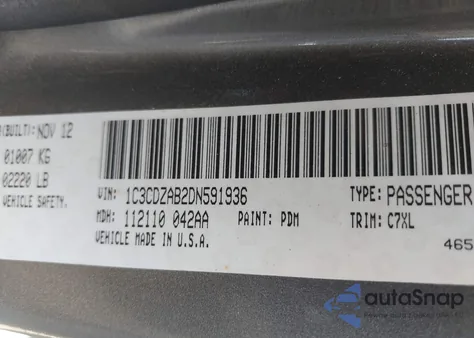 (BUILT): NOV 12
01007 KG
02220 LB
VEHICLE SAFETY.
VIN: 1C3CDZAB2DN591936
TYPE: PASSENGER
MDH: 112110 042AA
PAINT: PDM
TRIM: C7XL
VEHICLE MADE IN U.S.A.
465
autoSnap